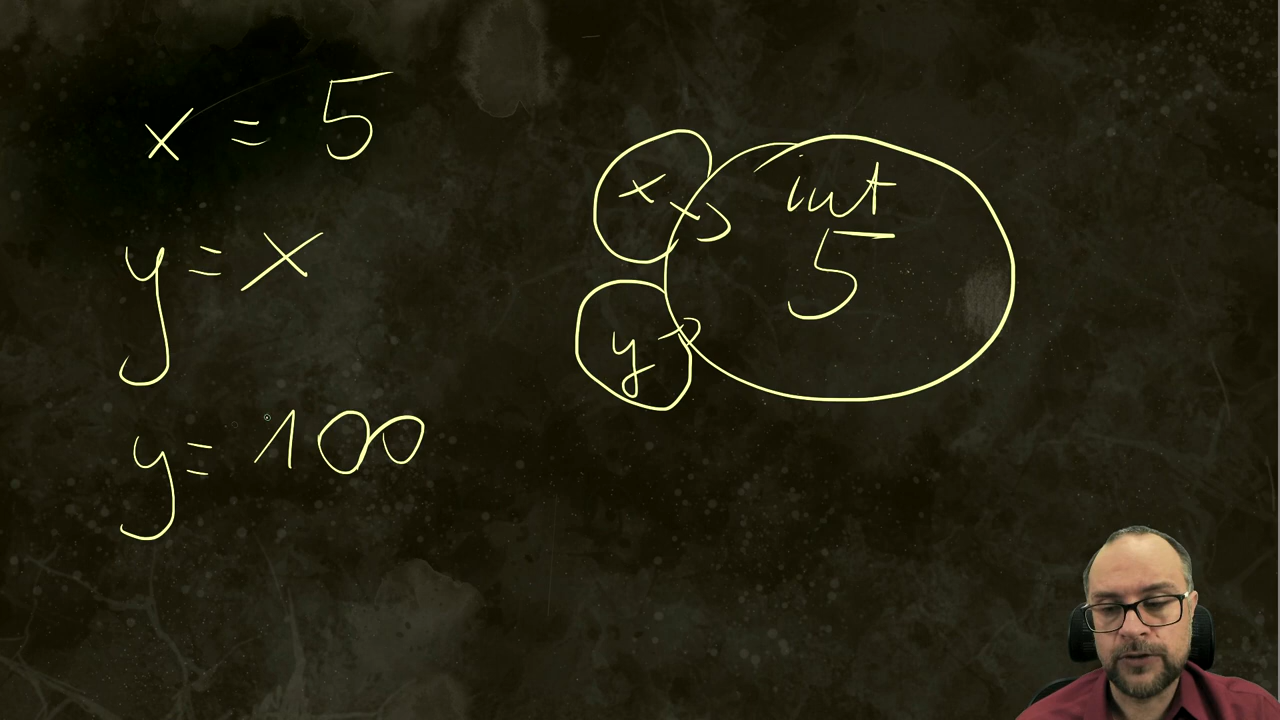 x = 5
y = x
y = 100
x
int
5
y